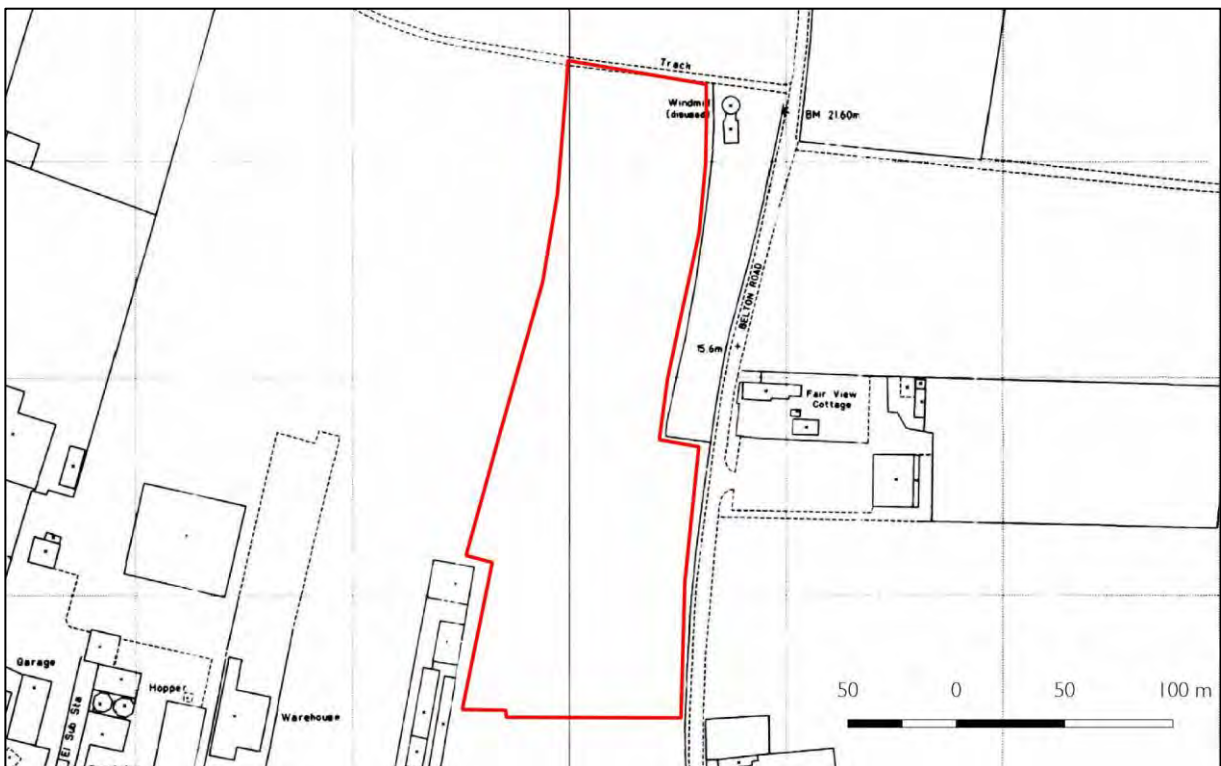 Track
Windmill
(disused)
BM 21.60m
BELTON ROAD
15.6m
Fair View
Cottage
Garage
El Sub Sta
Hopper
Warehouse
50 0 50 100 m